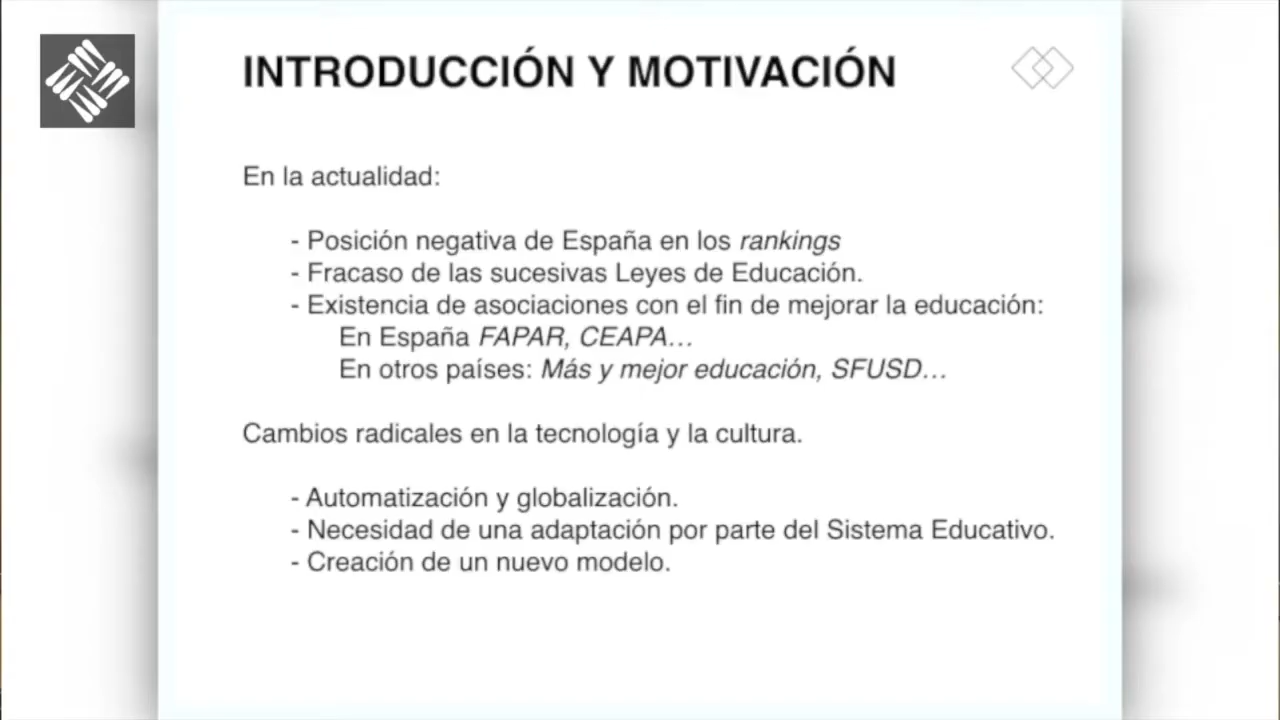 INTRODUCCIÓN Y MOTIVACIÓN
En la actualidad:
- Posición negativa de España en los rankings
- Fracaso de las sucesivas Leyes de Educación.
- Existencia de asociaciones con el fin de mejorar la educación:
En España FAPAR, CEAPA...
En otros países: Más y mejor educación, SFUSD...
Cambios radicales en la tecnología y la cultura.
- Automatización y globalización.
- Necesidad de una adaptación por parte del Sistema Educativo.
- Creación de un nuevo modelo.